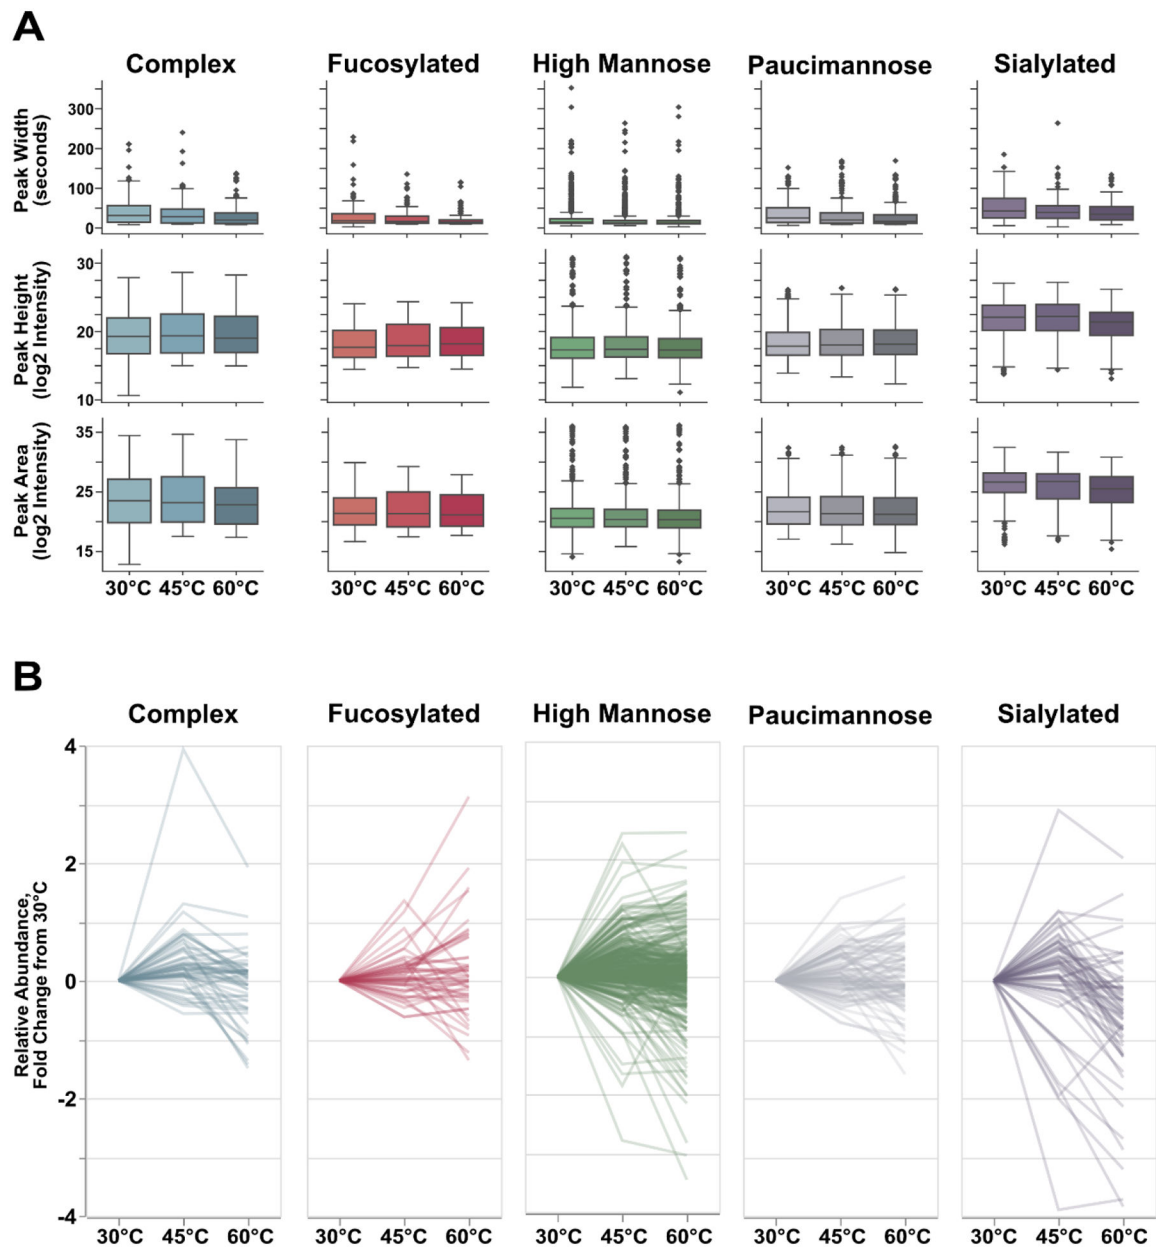 A
Complex Fucosylated High Mannose Paucimannose Sialylated
Peak Width
(seconds)
300
200
100
0
Peak Height
(log2 Intensity)
30
20
10
Peak Area
(log2 Intensity)
35
25
15
30°C 45°C 60°C 30°C 45°C 60°C 30°C 45°C 60°C 30°C 45°C 60°C 30°C 45°C 60°C
B
Complex Fucosylated High Mannose Paucimannose Sialylated
Relative Abundance,
Fold Change from 30°C
4
2
0
-2
-4
30°C 45°C 60°C 30°C 45°C 60°C 30°C 45°C 60°C 30°C 45°C 60°C 30°C 45°C 60°C